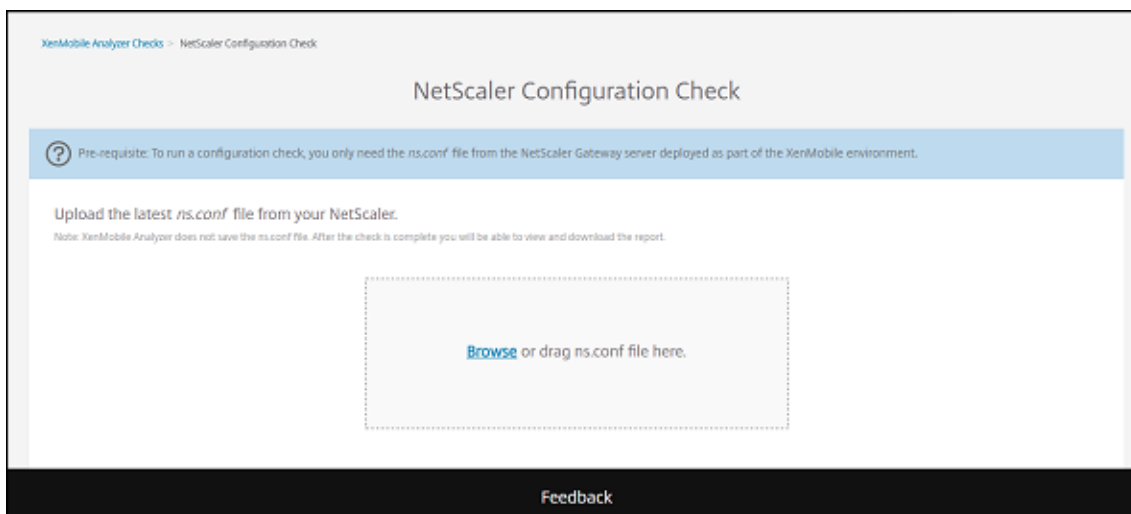 XenMobile Analyzer Checks > NetScaler Configuration Check
NetScaler Configuration Check
? Pre-requisite: To run a configuration check, you only need the ns.conf file from the NetScaler Gateway server deployed as part of the XenMobile environment.
Upload the latest ns.conf file from your NetScaler.
Note: XenMobile Analyzer does not save the ns.conf file. After the check is complete you will be able to view and download the report.
Browse or drag ns.conf file here.
Feedback